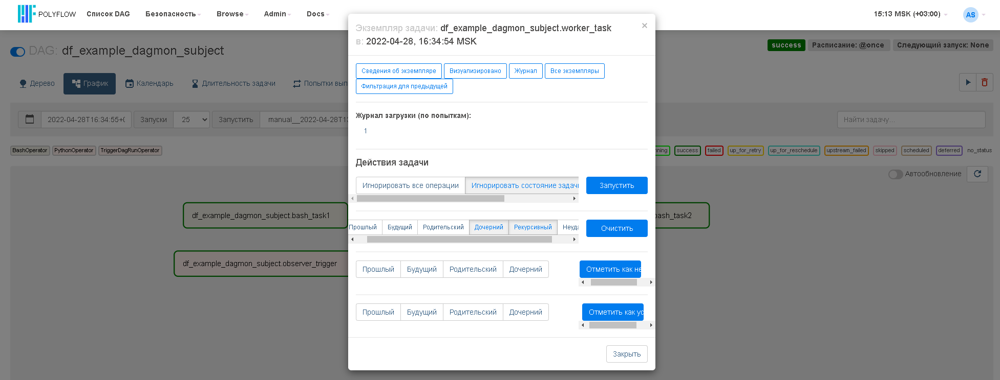 POLYFLOW Список DAG Безопасность Browse Admin Docs 15:13 MSK (+03:00) AS
DAG: df_example_dagmon_subject
success Расписание: @once Следующий запуск: None
Дерево График Календарь Длительность задачи Попытки вып
2022-04-28T16:34:55+0 Запуски 25 Запустить manual__2022-04-28T13 Найти задачу...
BashOperator PythonOperator TriggerDagRunOperator
nning success failed up_for_retry up_for_reschedule upstream_failed skipped scheduled deferred no_status
Автообновление
df_example_dagmon_subject.bash_task1
bash_task2
df_example_dagmon_subject.observer_trigger
Экземпляр задачи: df_example_dagmon_subject.worker_task ×
в: 2022-04-28, 16:34:54 MSK
Сведения об экземпляре Визуализировано Журнал Все экземпляры
Фильтрация для предыдущей
Журнал загрузки (по попыткам):
1
Действия задачи
Игнорировать все операции Игнорировать состояние задачи Запустить
Прошлый Будущий Родительский Дочерний Рекурсивный Неуда Очистить
Прошлый Будущий Родительский Дочерний Отметить как не
Прошлый Будущий Родительский Дочерний Отметить как ус
Закрыть